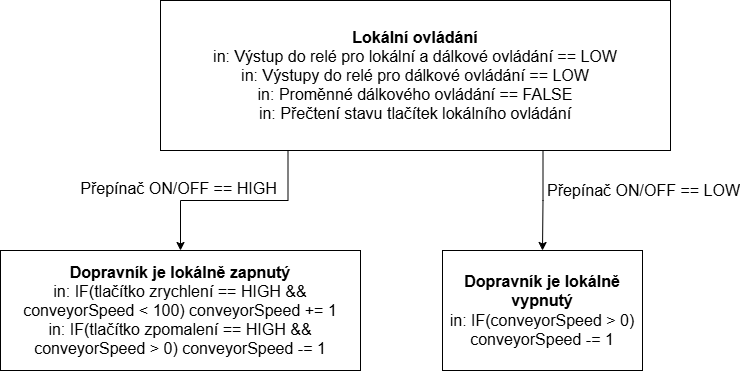 Lokální ovládání
in: Výstup do relé pro lokální a dálkové ovládání == LOW
in: Výstupy do relé pro dálkové ovládání == LOW
in: Proměnné dálkového ovládání == FALSE
in: Přečtení stavu tlačítek lokálního ovládání
Přepínač ON/OFF == HIGH
Přepínač ON/OFF == LOW
Dopravník je lokálně zapnutý
in: IF(tlačítko zrychlení == HIGH &&
conveyorSpeed < 100) conveyorSpeed += 1
in: IF(tlačítko zpomalení == HIGH &&
conveyorSpeed > 0) conveyorSpeed -= 1
Dopravník je lokálně
vypnutý
in: IF(conveyorSpeed > 0)
conveyorSpeed -= 1